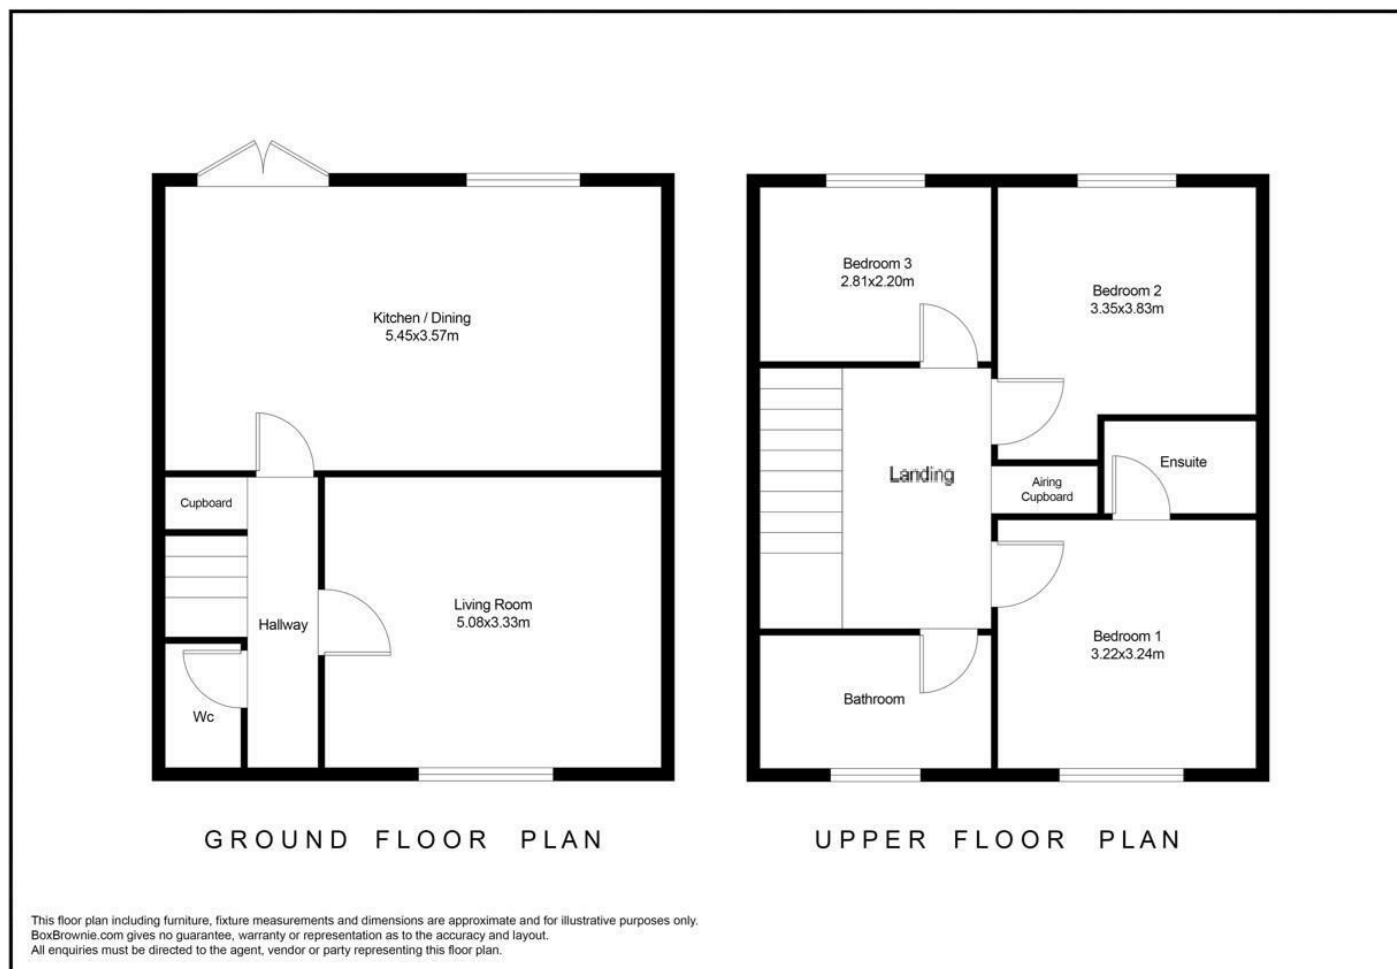 Kitchen / Dining
5.45x3.57m
Cupboard
Hallway
Living Room
5.08x3.33m
Wc
GROUND FLOOR PLAN
Bedroom 3
2.81x2.20m
Bedroom 2
3.35x3.83m
Landing
Airing
Cupboard
Ensuite
Bedroom 1
3.22x3.24m
Bathroom
UPPER FLOOR PLAN
This floor plan including furniture, fixture measurements and dimensions are approximate and for illustrative purposes only.
BoxBrownie.com gives no guarantee, warranty or representation as to the accuracy and layout.
All enquiries must be directed to the agent, vendor or party representing this floor plan.